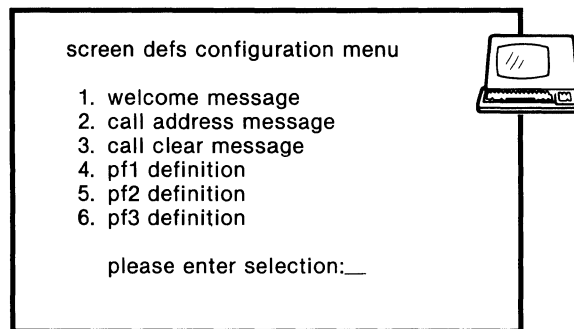 screen defs configuration menu
1. welcome message
2. call address message
3. call clear message
4. pf1 definition
5. pf2 definition
6. pf3 definition
please enter selection:__